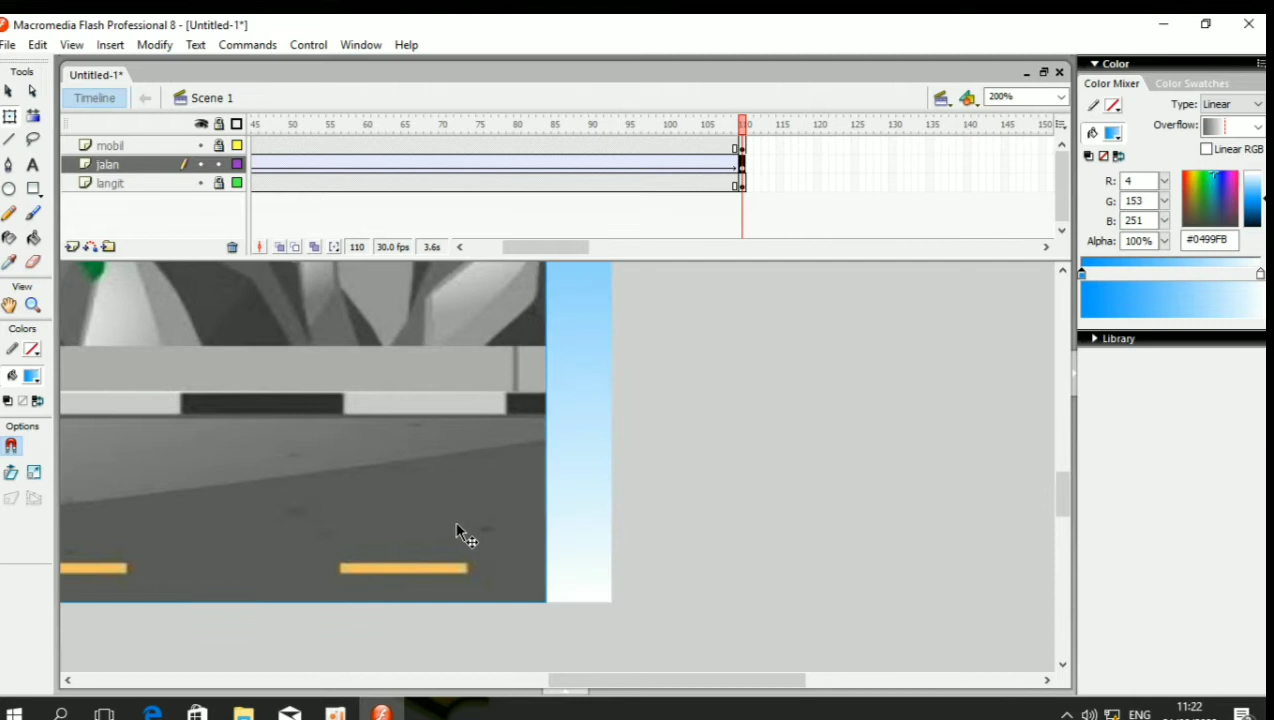 Macromedia Flash Professional 8 - [Untitled-1*]
File Edit View Insert Modify Text Commands Control Window Help
Tools
Untitled-1*
Timeline
Scene 1
200%
45 50 55 60 65 70 75 80 85 90 95 100 105 110 115 120 125 130 135 140 145 150
mobil
jalan
langit
110 30.0 fps 3.6s
View
Colors
Options
Color
Color Mixer Color Swatches
Type: Linear
Overflow:
Linear RGB
R: 4
G: 153
B: 251
Alpha: 100% #0499FB
Library
11:22
ENG